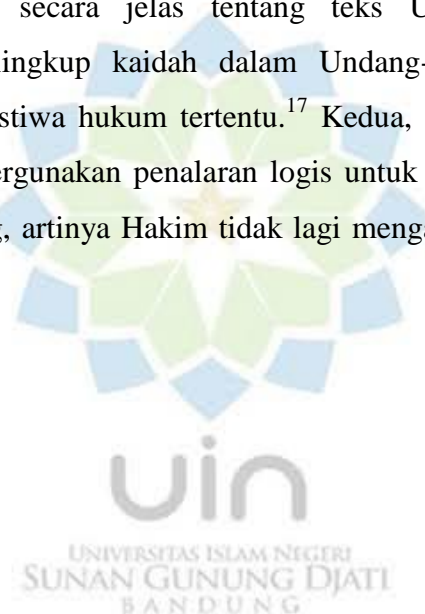 secara jelas tentang teks U
ingkup kaidah dalam Undang-
stiwa hukum tertentu.17 Kedua,
ergunakan penalaran logis untuk
g, artinya Hakim tidak lagi menga
uin
UNIVERSITAS ISLAM NEGERI
SUNAN GUNUNG DJATI
BANDUNG